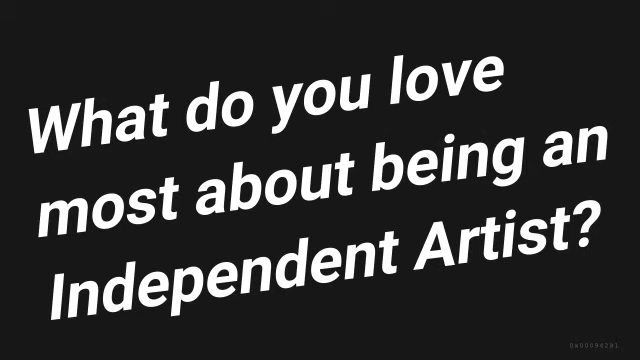 What do you love
most about being an
Independent Artist?